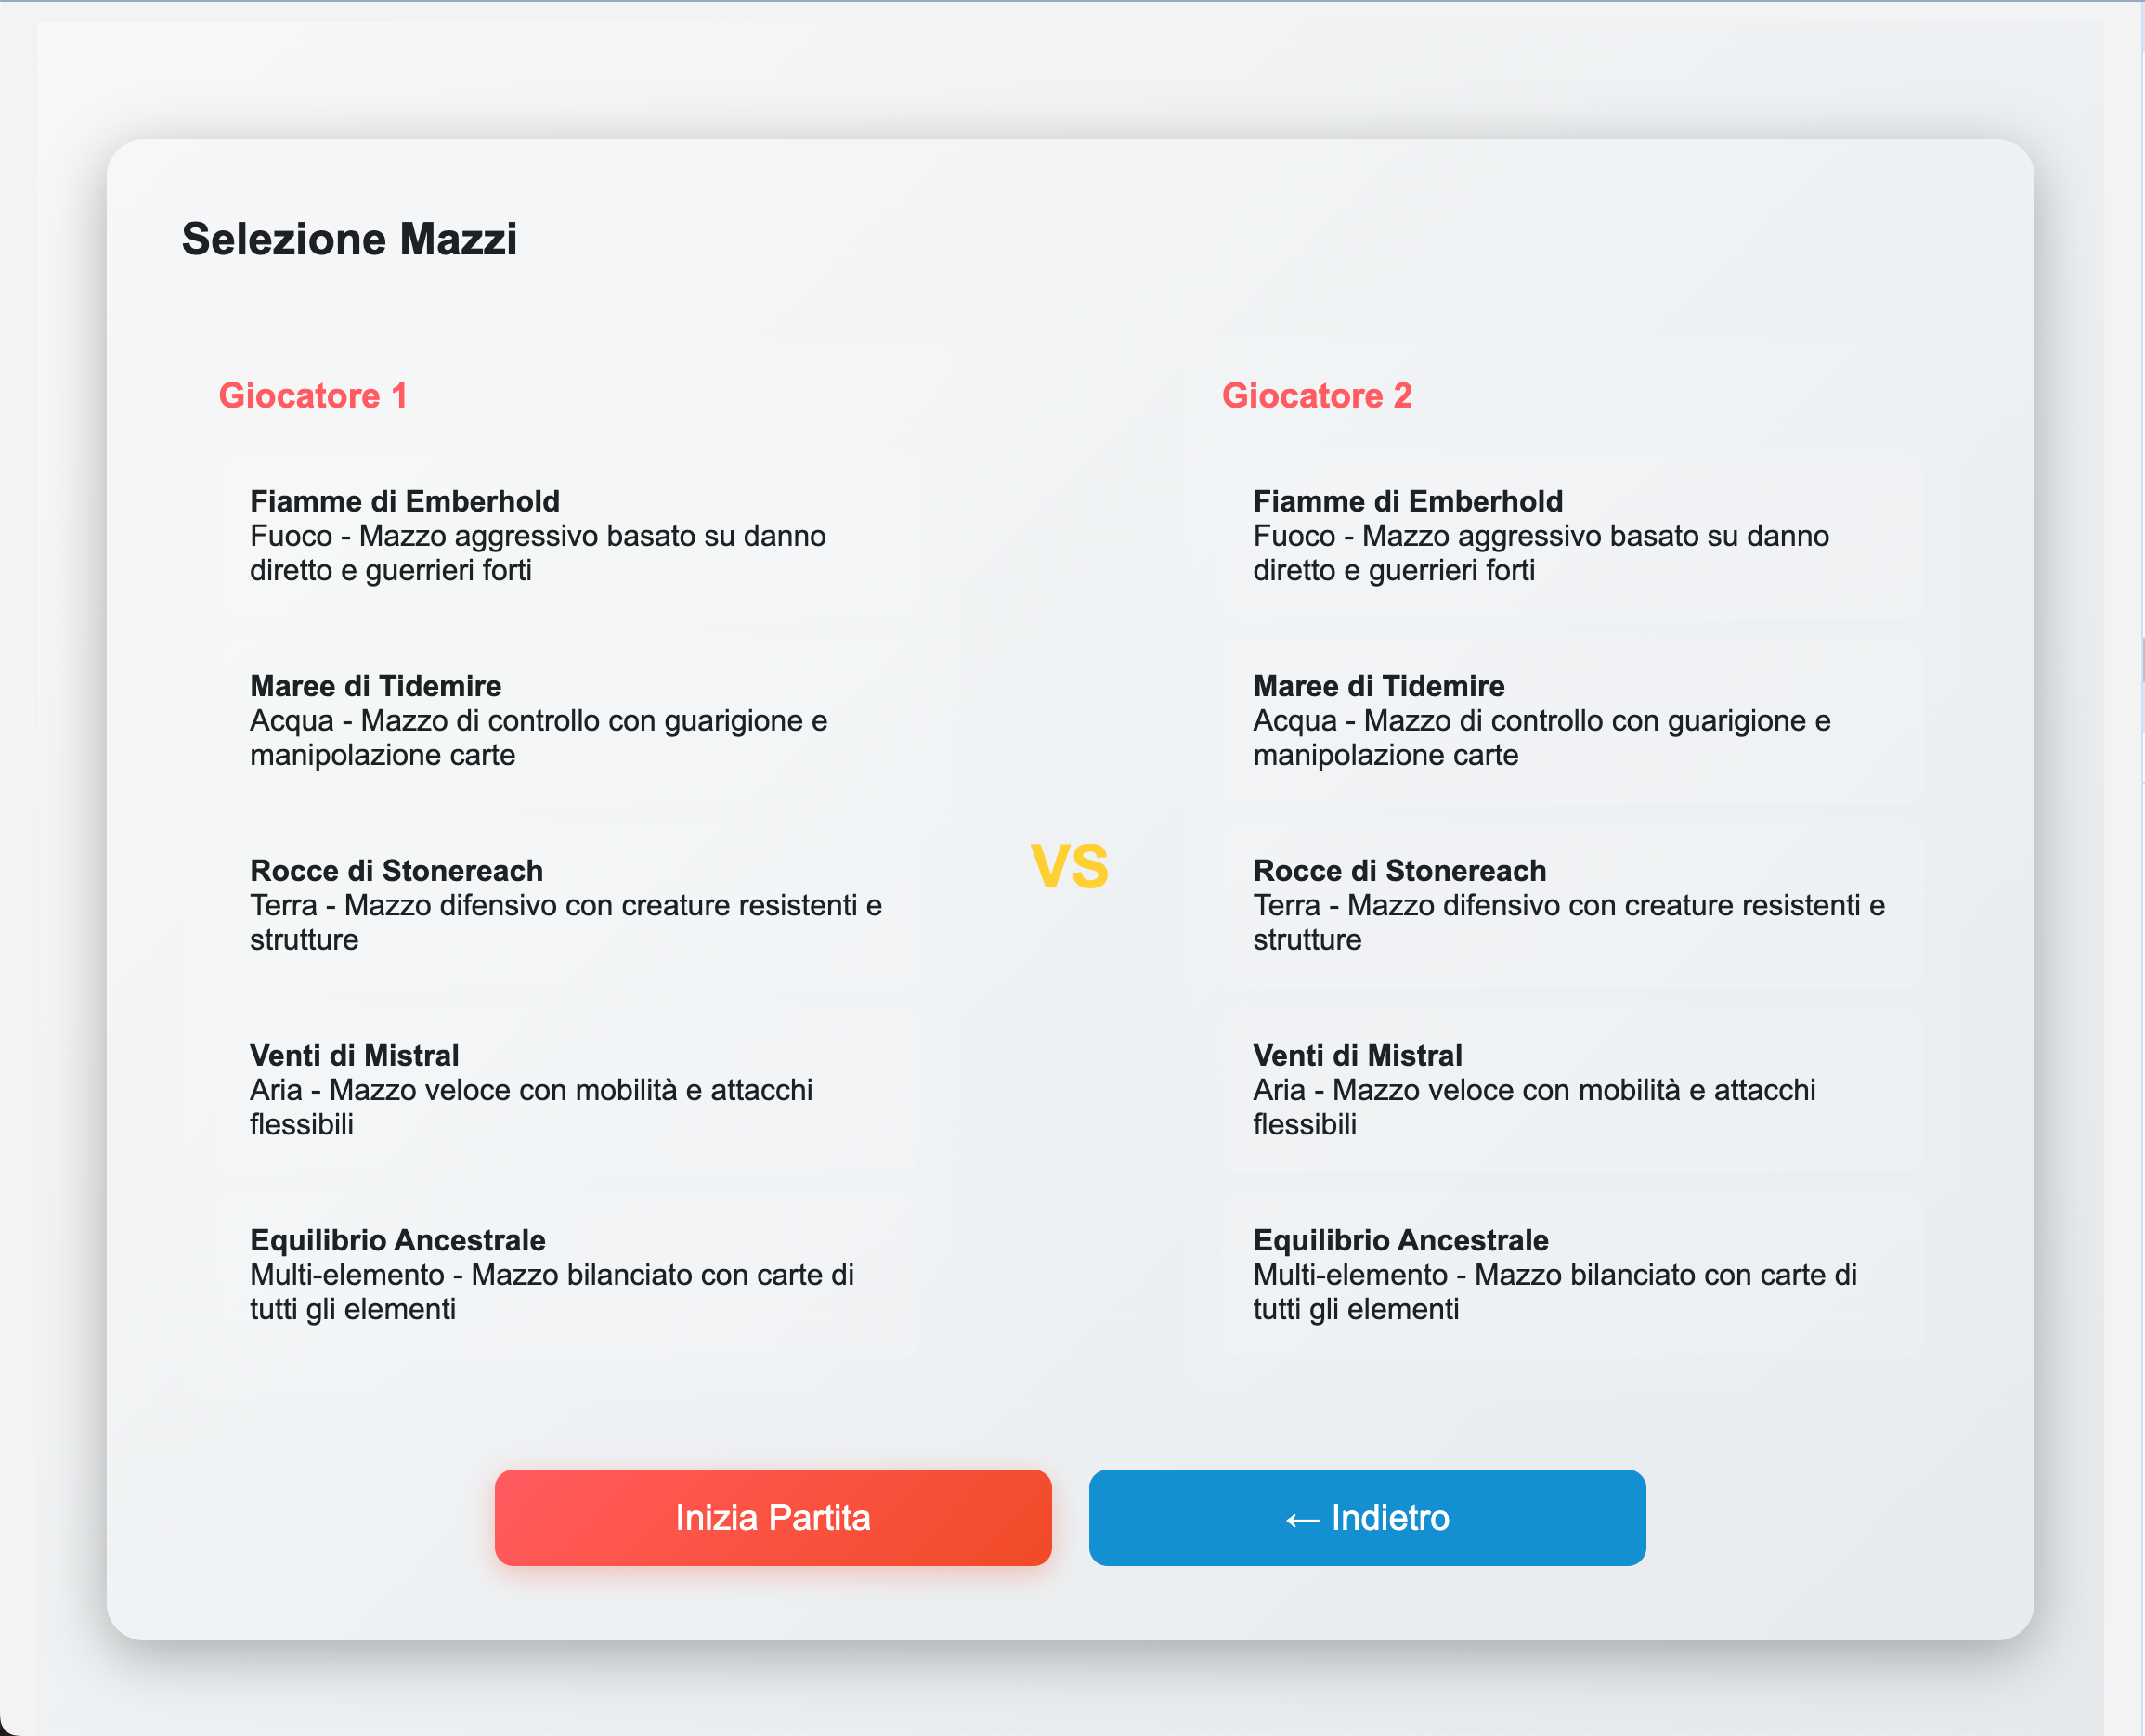 Selezione Mazzi
Giocatore 1
Fiamme di Emberhold
Fuoco - Mazzo aggressivo basato su danno
diretto e guerrieri forti
Maree di Tidemire
Acqua - Mazzo di controllo con guarigione e
manipolazione carte
Rocce di Stonereach
Terra - Mazzo difensivo con creature resistenti e
strutture
Venti di Mistral
Aria - Mazzo veloce con mobilità e attacchi
flessibili
Equilibrio Ancestrale
Multi-elemento - Mazzo bilanciato con carte di
tutti gli elementi
VS
Giocatore 2
Fiamme di Emberhold
Fuoco - Mazzo aggressivo basato su danno
diretto e guerrieri forti
Maree di Tidemire
Acqua - Mazzo di controllo con guarigione e
manipolazione carte
Rocce di Stonereach
Terra - Mazzo difensivo con creature resistenti e
strutture
Venti di Mistral
Aria - Mazzo veloce con mobilità e attacchi
flessibili
Equilibrio Ancestrale
Multi-elemento - Mazzo bilanciato con carte di
tutti gli elementi
Inizia Partita
← Indietro